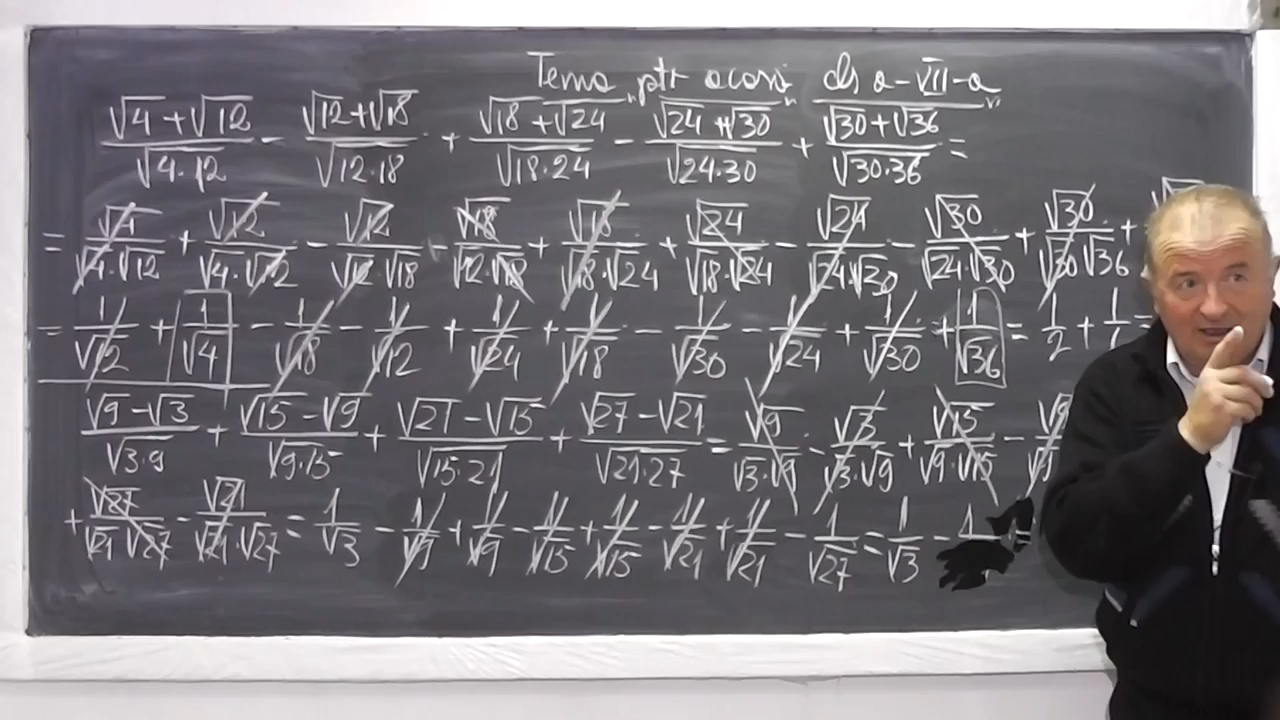 Tema ptr acasă cls a-VII-a
(√4+√12)/√(4·12) - (√12+√18)/√(12·18) + (√18+√24)/√(18·24) - (√24+√30)/√(24·30) + (√30+√36)/√(30·36) =
= √4/(√4·√12) + √12/(√4·√12) - √12/(√12·√18) - √18/(√12·√18) + √18/(√18·√24) + √24/(√18·√24) - √24/(√24·√30) - √30/(√24·√30) + √30/(√30·√36) +
= 1/√12 + 1/√4 - 1/√18 - 1/√12 + 1/√24 + 1/√18 - 1/√30 - 1/√24 + 1/√30 + 1/√36 = 1/2 + 1/6 =
(√9-√3)/√(3·9) + (√15-√9)/√(9·15) + (√21-√15)/√(15·21) + (√27-√21)/√(21·27) = √9/(√3·√9) - √3/(√3·√9) + √15/(√9·√15) - √9
+ √27/(√21·√27) - √21/(√21·√27) = 1/√3 - 1/√9 + 1/√9 - 1/√15 + 1/√15 - 1/√21 + 1/√21 - 1/√27 = 1/√3 - 1